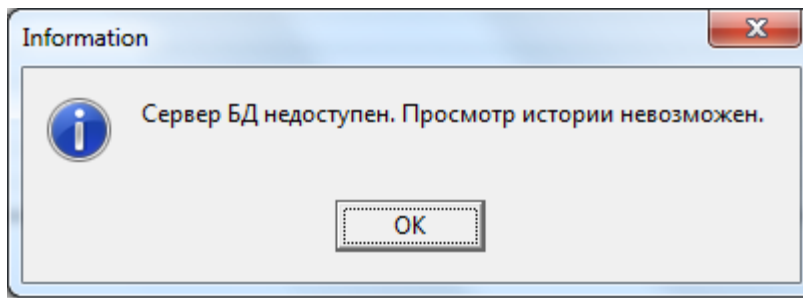 Information
Сервер БД недоступен. Просмотр истории невозможен.
OK